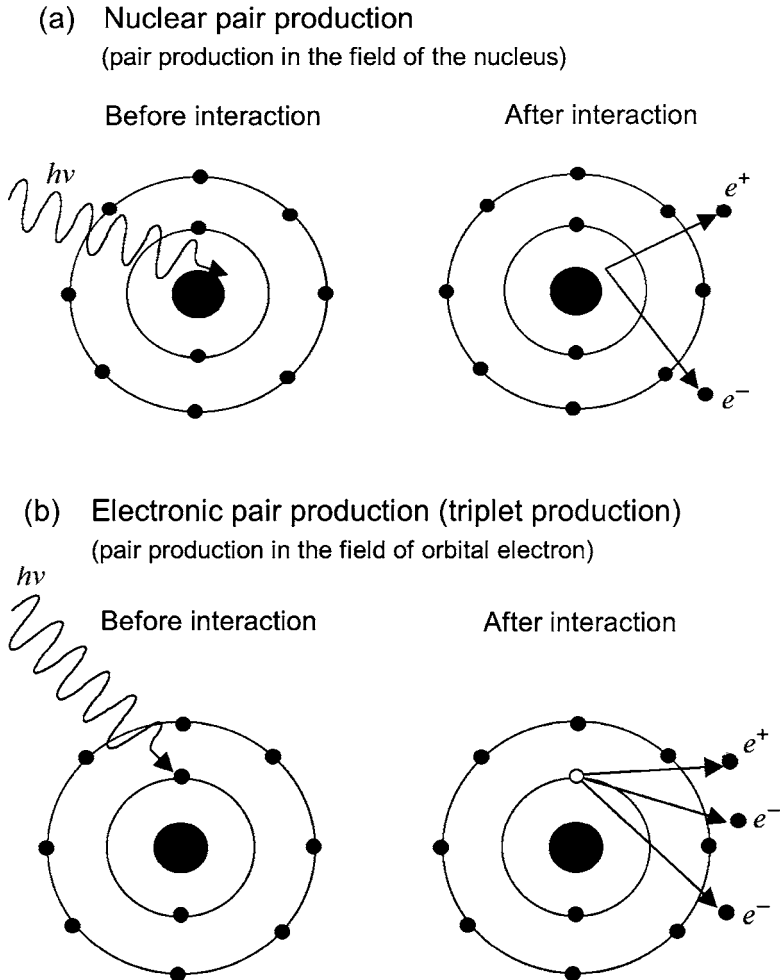 (a) Nuclear pair production
(pair production in the field of the nucleus)
Before interaction
After interaction
hν
e⁺
e⁻
(b) Electronic pair production (triplet production)
(pair production in the field of orbital electron)
hν
Before interaction
After interaction
e⁺
e⁻
e⁻